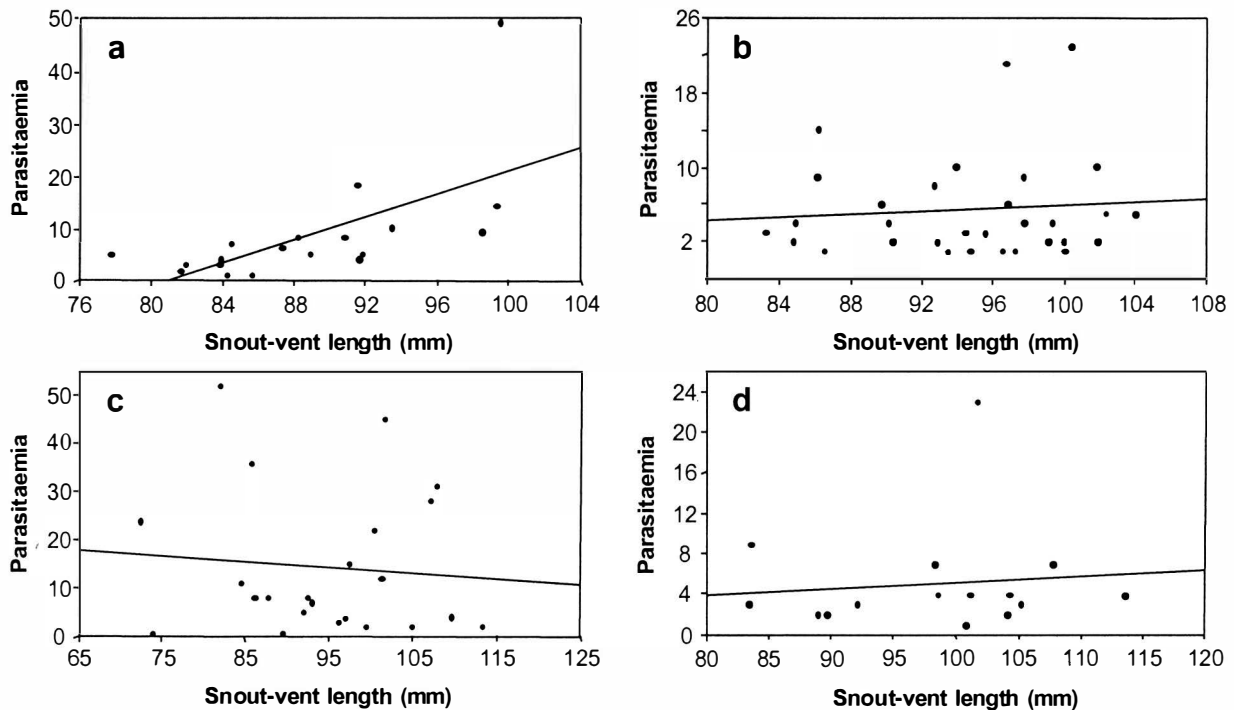 a
Parasitaemia
50
40
30
20
10
0
76 80 84 88 92 96 100 104
Snout-vent length (mm)
b
Parasitaemia
26
18
10
2
80 84 88 92 96 100 104 108
Snout-vent length (mm)
c
Parasitaemia
50
40
30
20
10
0
65 75 85 95 105 115 125
Snout-vent length (mm)
d
Parasitaemia
24
20
16
12
8
4
0
80 85 90 95 100 105 110 115 120
Snout-vent length (mm)